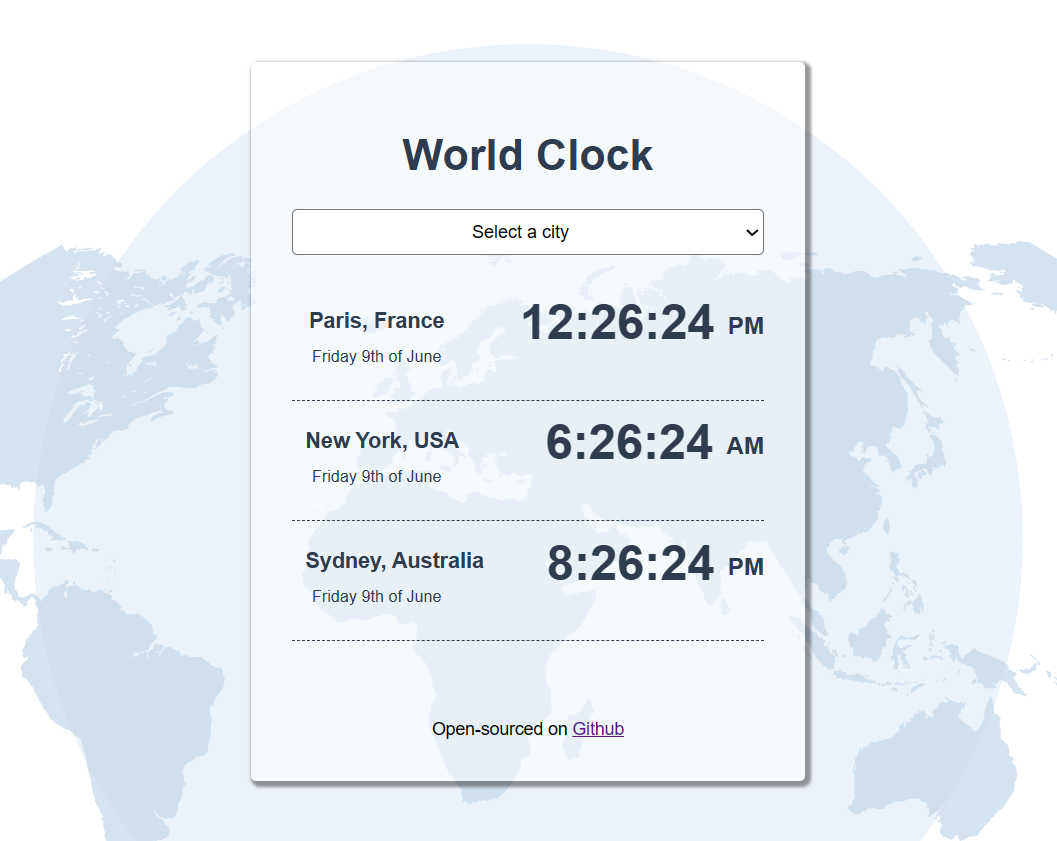 World Clock
Select a city
Paris, France
12:26:24 PM
Friday 9th of June
New York, USA
6:26:24 AM
Friday 9th of June
Sydney, Australia
8:26:24 PM
Friday 9th of June
Open-sourced on Github